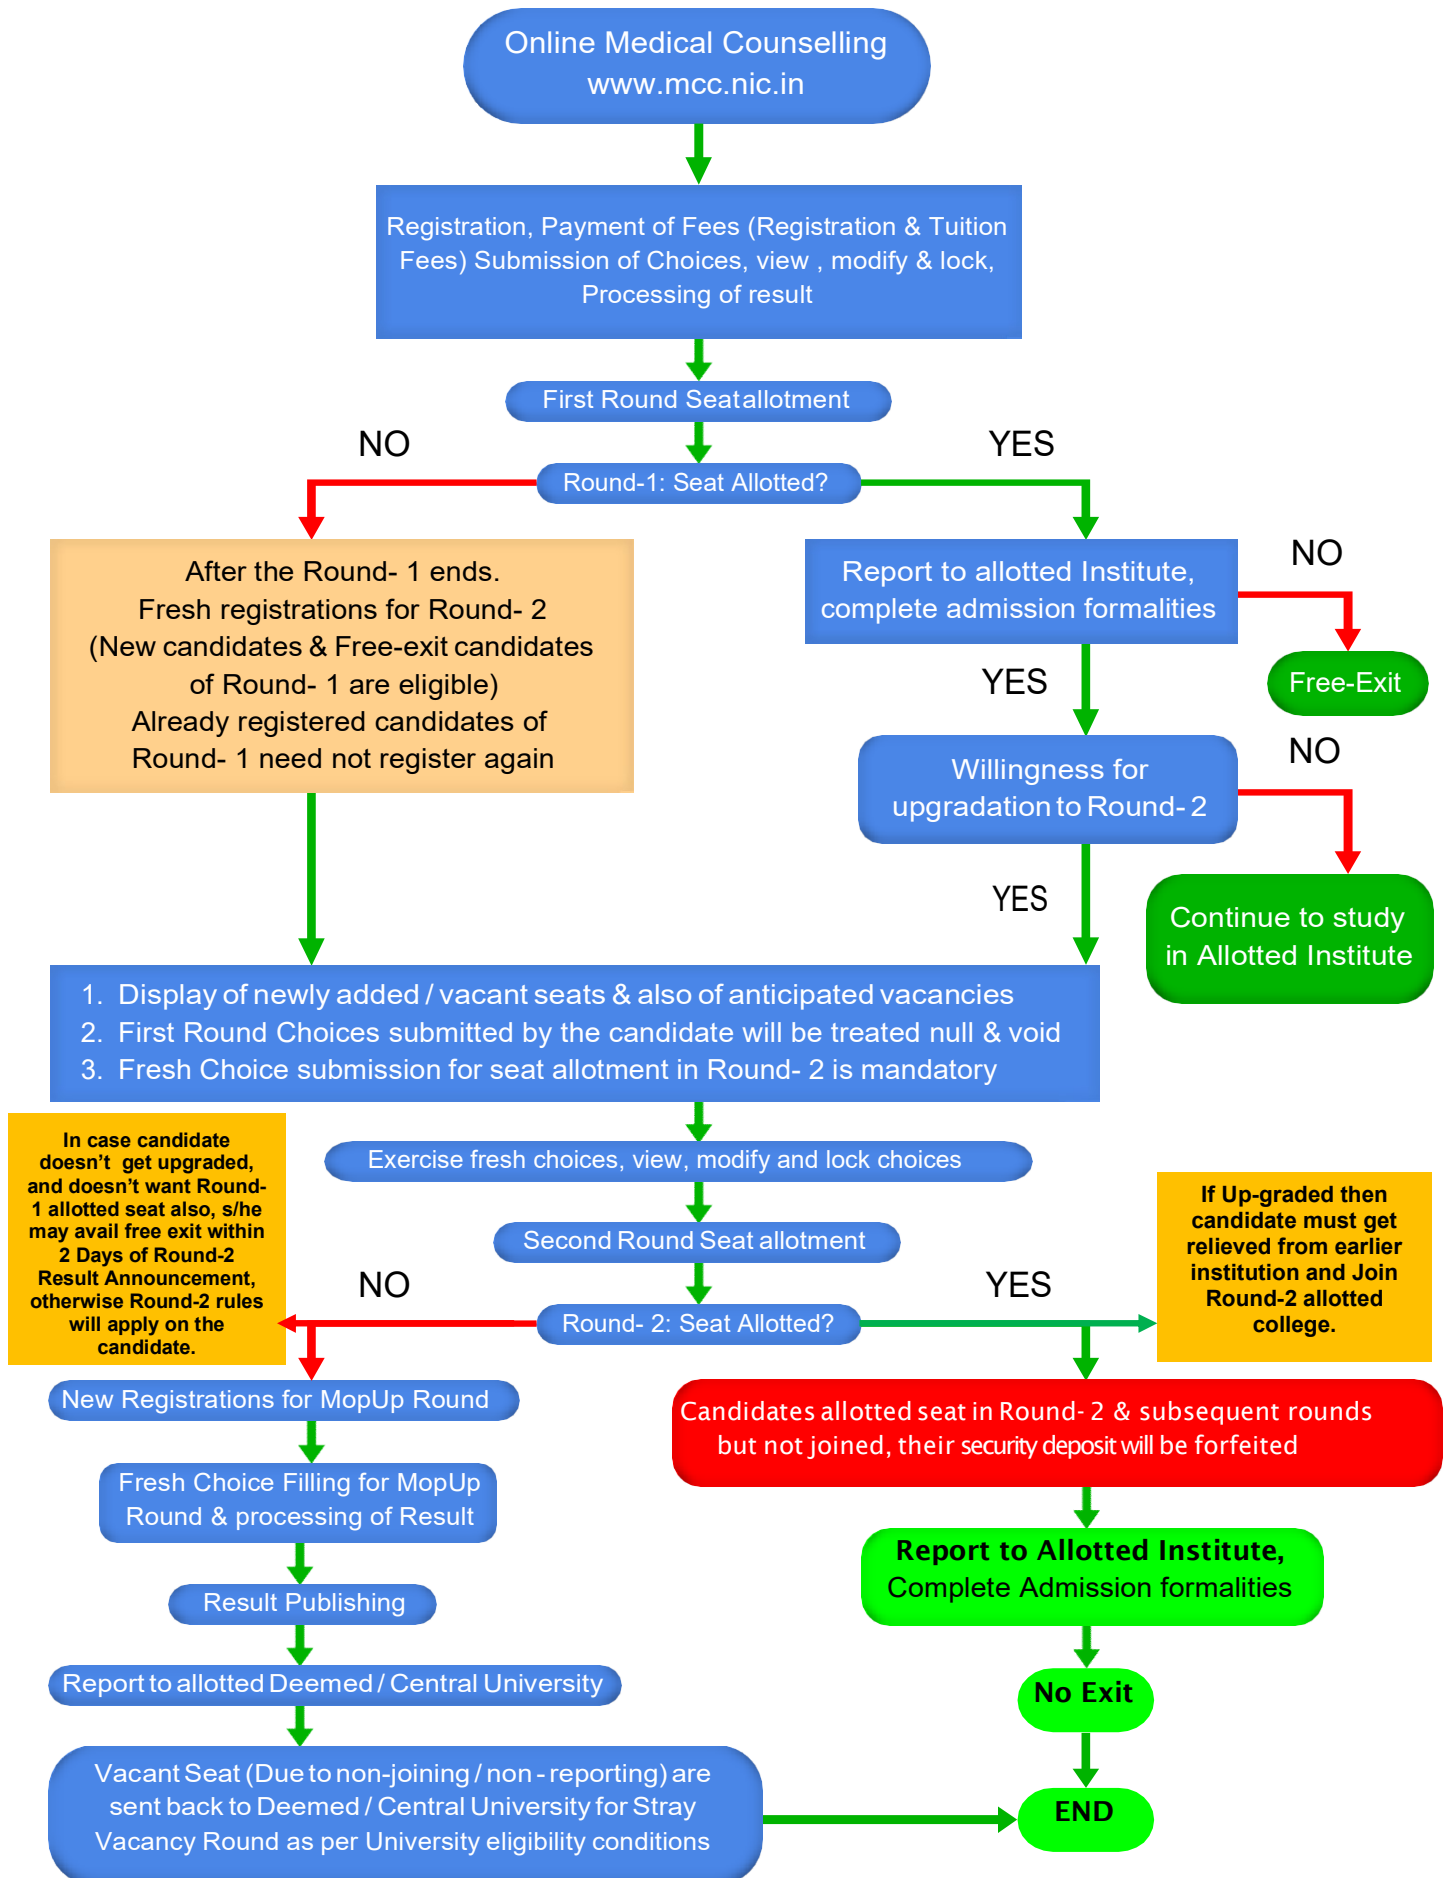 Online Medical Counselling
www.mcc.nic.in
Registration, Payment of Fees (Registration & Tuition
Fees) Submission of Choices, view , modify & lock,
Processing of result
First Round Seat allotment
NO
YES
Round-1: Seat Allotted?
After the Round- 1 ends.
Fresh registrations for Round- 2
(New candidates & Free-exit candidates
of Round- 1 are eligible)
Already registered candidates of
Round- 1 need not register again
Report to allotted Institute,
complete admission formalities
NO
YES
Free-Exit
Willingness for
upgradation to Round- 2
NO
YES
Continue to study
in Allotted Institute
1. Display of newly added / vacant seats & also of anticipated vacancies
2. First Round Choices submitted by the candidate will be treated null & void
3. Fresh Choice submission for seat allotment in Round- 2 is mandatory
In case candidate
doesn't get upgraded,
and doesn't want Round-
1 allotted seat also, s/he
may avail free exit within
2 Days of Round-2
Result Announcement,
otherwise Round-2 rules
will apply on the
candidate.
Exercise fresh choices, view, modify and lock choices
Second Round Seat allotment
NO
YES
Round- 2: Seat Allotted?
If Up-graded then
candidate must get
relieved from earlier
institution and Join
Round-2 allotted
college.
New Registrations for MopUp Round
Candidates allotted seat in Round- 2 & subsequent rounds
but not joined, their security deposit will be forfeited
Fresh Choice Filling for MopUp
Round & processing of Result
Report to Allotted Institute,
Complete Admission formalities
Result Publishing
Report to allotted Deemed / Central University
No Exit
Vacant Seat (Due to non-joining / non - reporting) are
sent back to Deemed / Central University for Stray
Vacancy Round as per University eligibility conditions
END